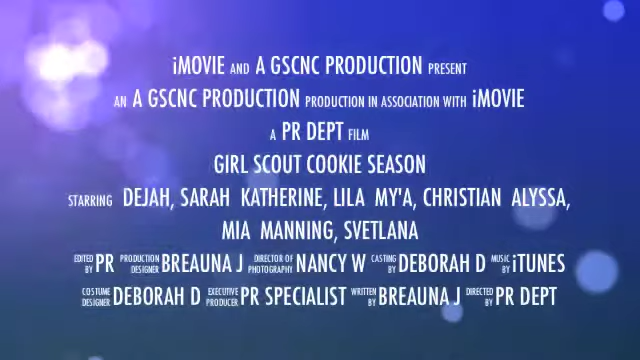 iMOVIE AND A GSCNC PRODUCTION PRESENT
AN A GSCNC PRODUCTION PRODUCTION IN ASSOCIATION WITH iMOVIE
A PR DEPT FILM
GIRL SCOUT COOKIE SEASON
STARRING DEJAH, SARAH KATHERINE, LILA MY'A, CHRISTIAN ALYSSA,
MIA MANNING, SVETLANA
EDITED BY PR PRODUCTION DESIGNER BREAUNA J DIRECTOR OF PHOTOGRAPHY NANCY W CASTING BY DEBORAH D MUSIC BY iTUNES
COSTUME DESIGNER DEBORAH D EXECUTIVE PRODUCER PR SPECIALIST WRITTEN BY BREAUNA J DIRECTED BY PR DEPT